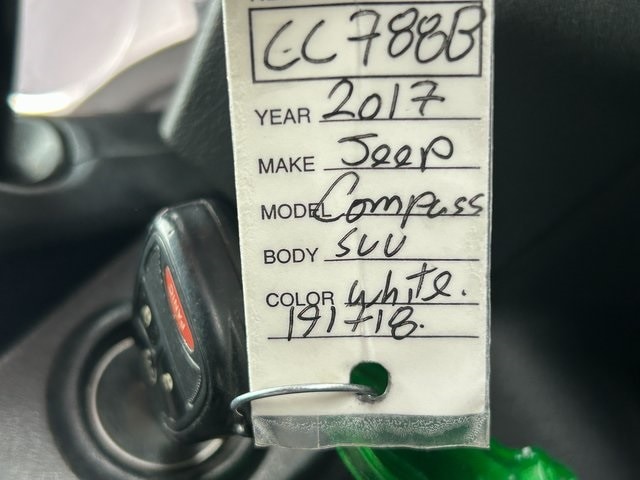 CC788B
YEAR 2017
MAKE Jeep
MODEL Compass
BODY SUV
COLOR White.
191718.